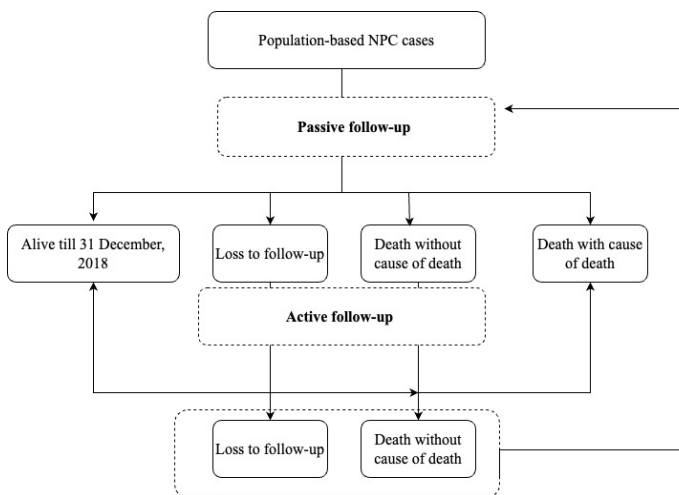 Population-based NPC cases
Passive follow-up
Alive till 31 December,
2018
Loss to follow-up
Death without
cause of death
Death with cause
of death
Active follow-up
Loss to follow-up
Death without
cause of death